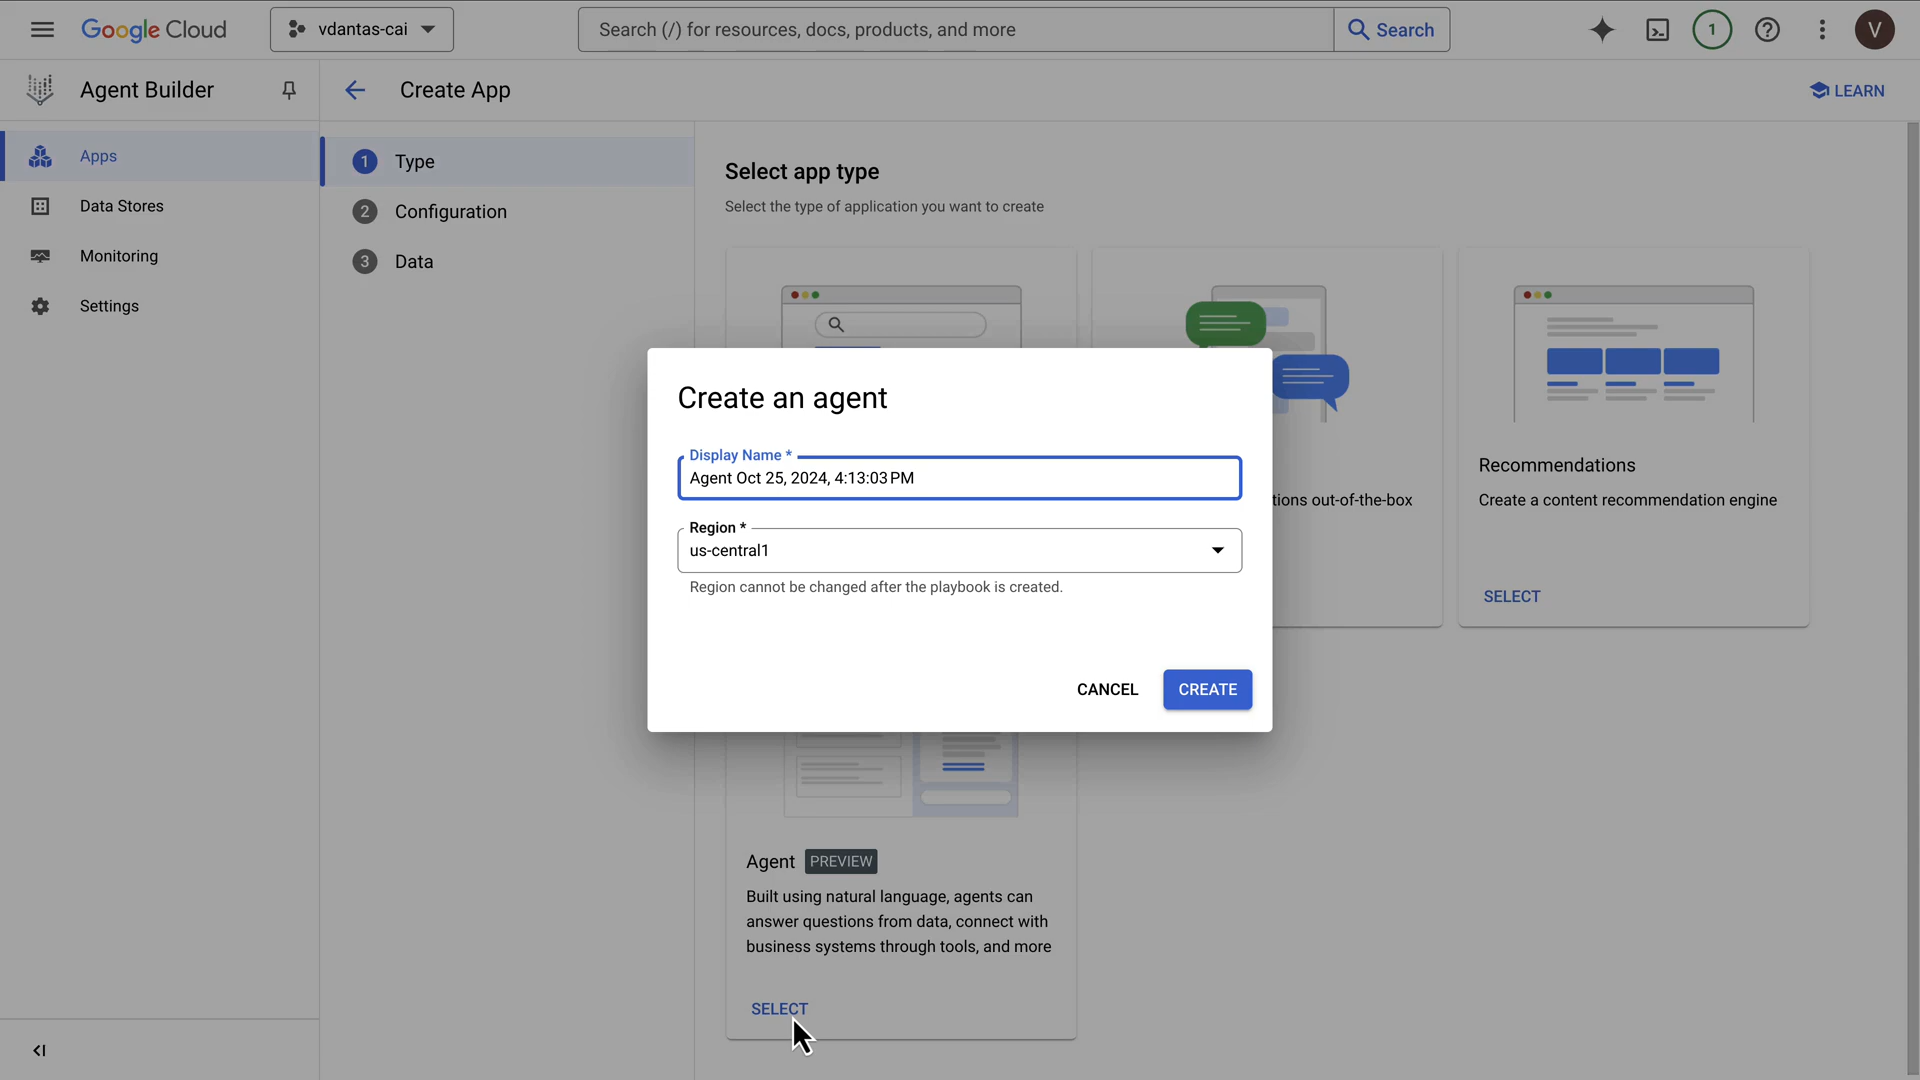 Google Cloud
vdantas-cai
Search (/) for resources, docs, products, and more
Search
1
V
Agent Builder
Create App
LEARN
Apps
Data Stores
Monitoring
Settings
1 Type
2 Configuration
3 Data
Select app type
Select the type of application you want to create
Create an agent
Display Name *
Agent Oct 25, 2024, 4:13:03 PM
Region *
us-central1
Region cannot be changed after the playbook is created.
CANCEL
CREATE
out-of-the-box
Recommendations
Create a content recommendation engine
SELECT
Agent PREVIEW
Built using natural language, agents can
answer questions from data, connect with
business systems through tools, and more
SELECT